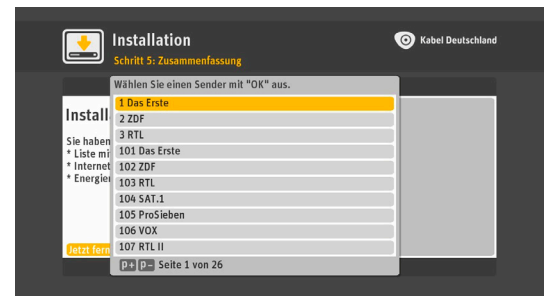 Installation
Schritt 5: Zusammenfassung
Kabel Deutschland
Wählen Sie einen Sender mit "OK" aus.
1 Das Erste
2 ZDF
3 RTL
101 Das Erste
102 ZDF
103 RTL
104 SAT.1
105 ProSieben
106 VOX
107 RTL II
p+ p- Seite 1 von 26
Install
Sie haben
* Liste mi
* Internet
* Energie
Jetzt fern